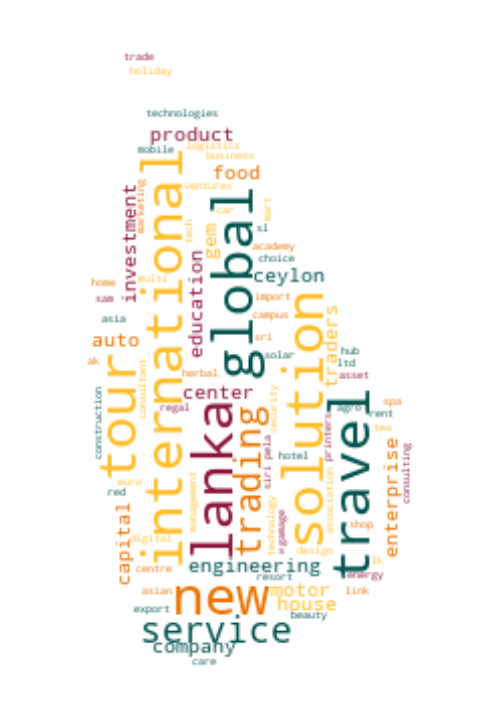 trade
holiday
technologies
product
mobile
logistics
business
food
ventures
international
investment
marketing
global
car
mart
tech
gem
sl
academy
choice
education
ceylon
home
multi
sam
import
solution
asia
campus
traders
auto
sri
solar
hub
ak
tour
consultant
ltd
herbal
asset
center
construction
regal
lanka
trading
security
travel
agro
rent
spa
tea
printers
siri
pela
hotel
enterprise
consulting
euro
red
management
association
capital
technology
gamage
shop
digital
design
engineering
lk
centre
resort
energy
asian
new
motor
link
house
export
beauty
service
company
care